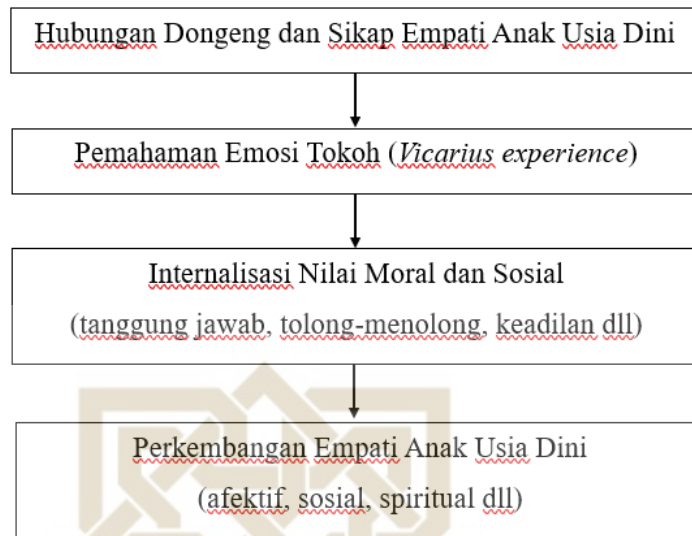 Hubungan Dongeng dan Sikap Empati Anak Usia Dini
Pemahaman Emosi Tokoh (Vicarius experience)
Internalisasi Nilai Moral dan Sosial
(tanggung jawab, tolong-menolong, keadilan dll)
Perkembangan Empati Anak Usia Dini
(afektif, sosial, spiritual dll)